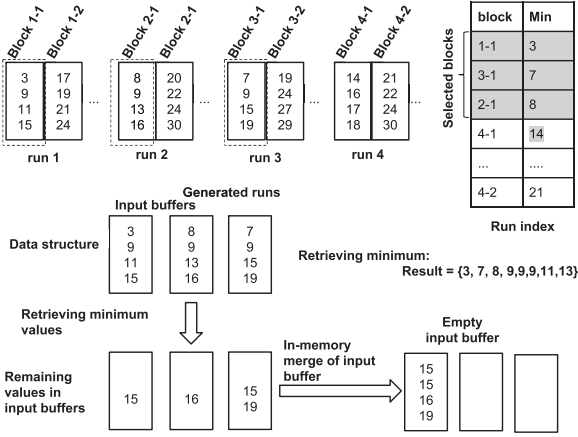 Block 1-1 Block 1-2 Block 2-1 Block 2-1 Block 3-1 Block 3-2 Block 4-1 Block 4-2
3 17 8 20 7 19 14 21
9 19 9 22 9 24 16 22
11 21 13 24 15 27 17 24
15 24 16 30 19 29 18 30
... ... ... ...
run 1 run 2 run 3 run 4
Generated runs
Selected blocks
block Min
1-1 3
3-1 7
2-1 8
4-1 14
... ....
4-2 21
Run index
Input buffers
Data structure
3 8 7
9 9 9
11 13 15
15 16 19
Retrieving minimum:
Result = {3, 7, 8, 9,9,9,11,13}
Retrieving minimum
values
Remaining
values in
input buffers
15 16 15
19
In-memory
merge of input
buffer
Empty
input buffer
15
15
16
19